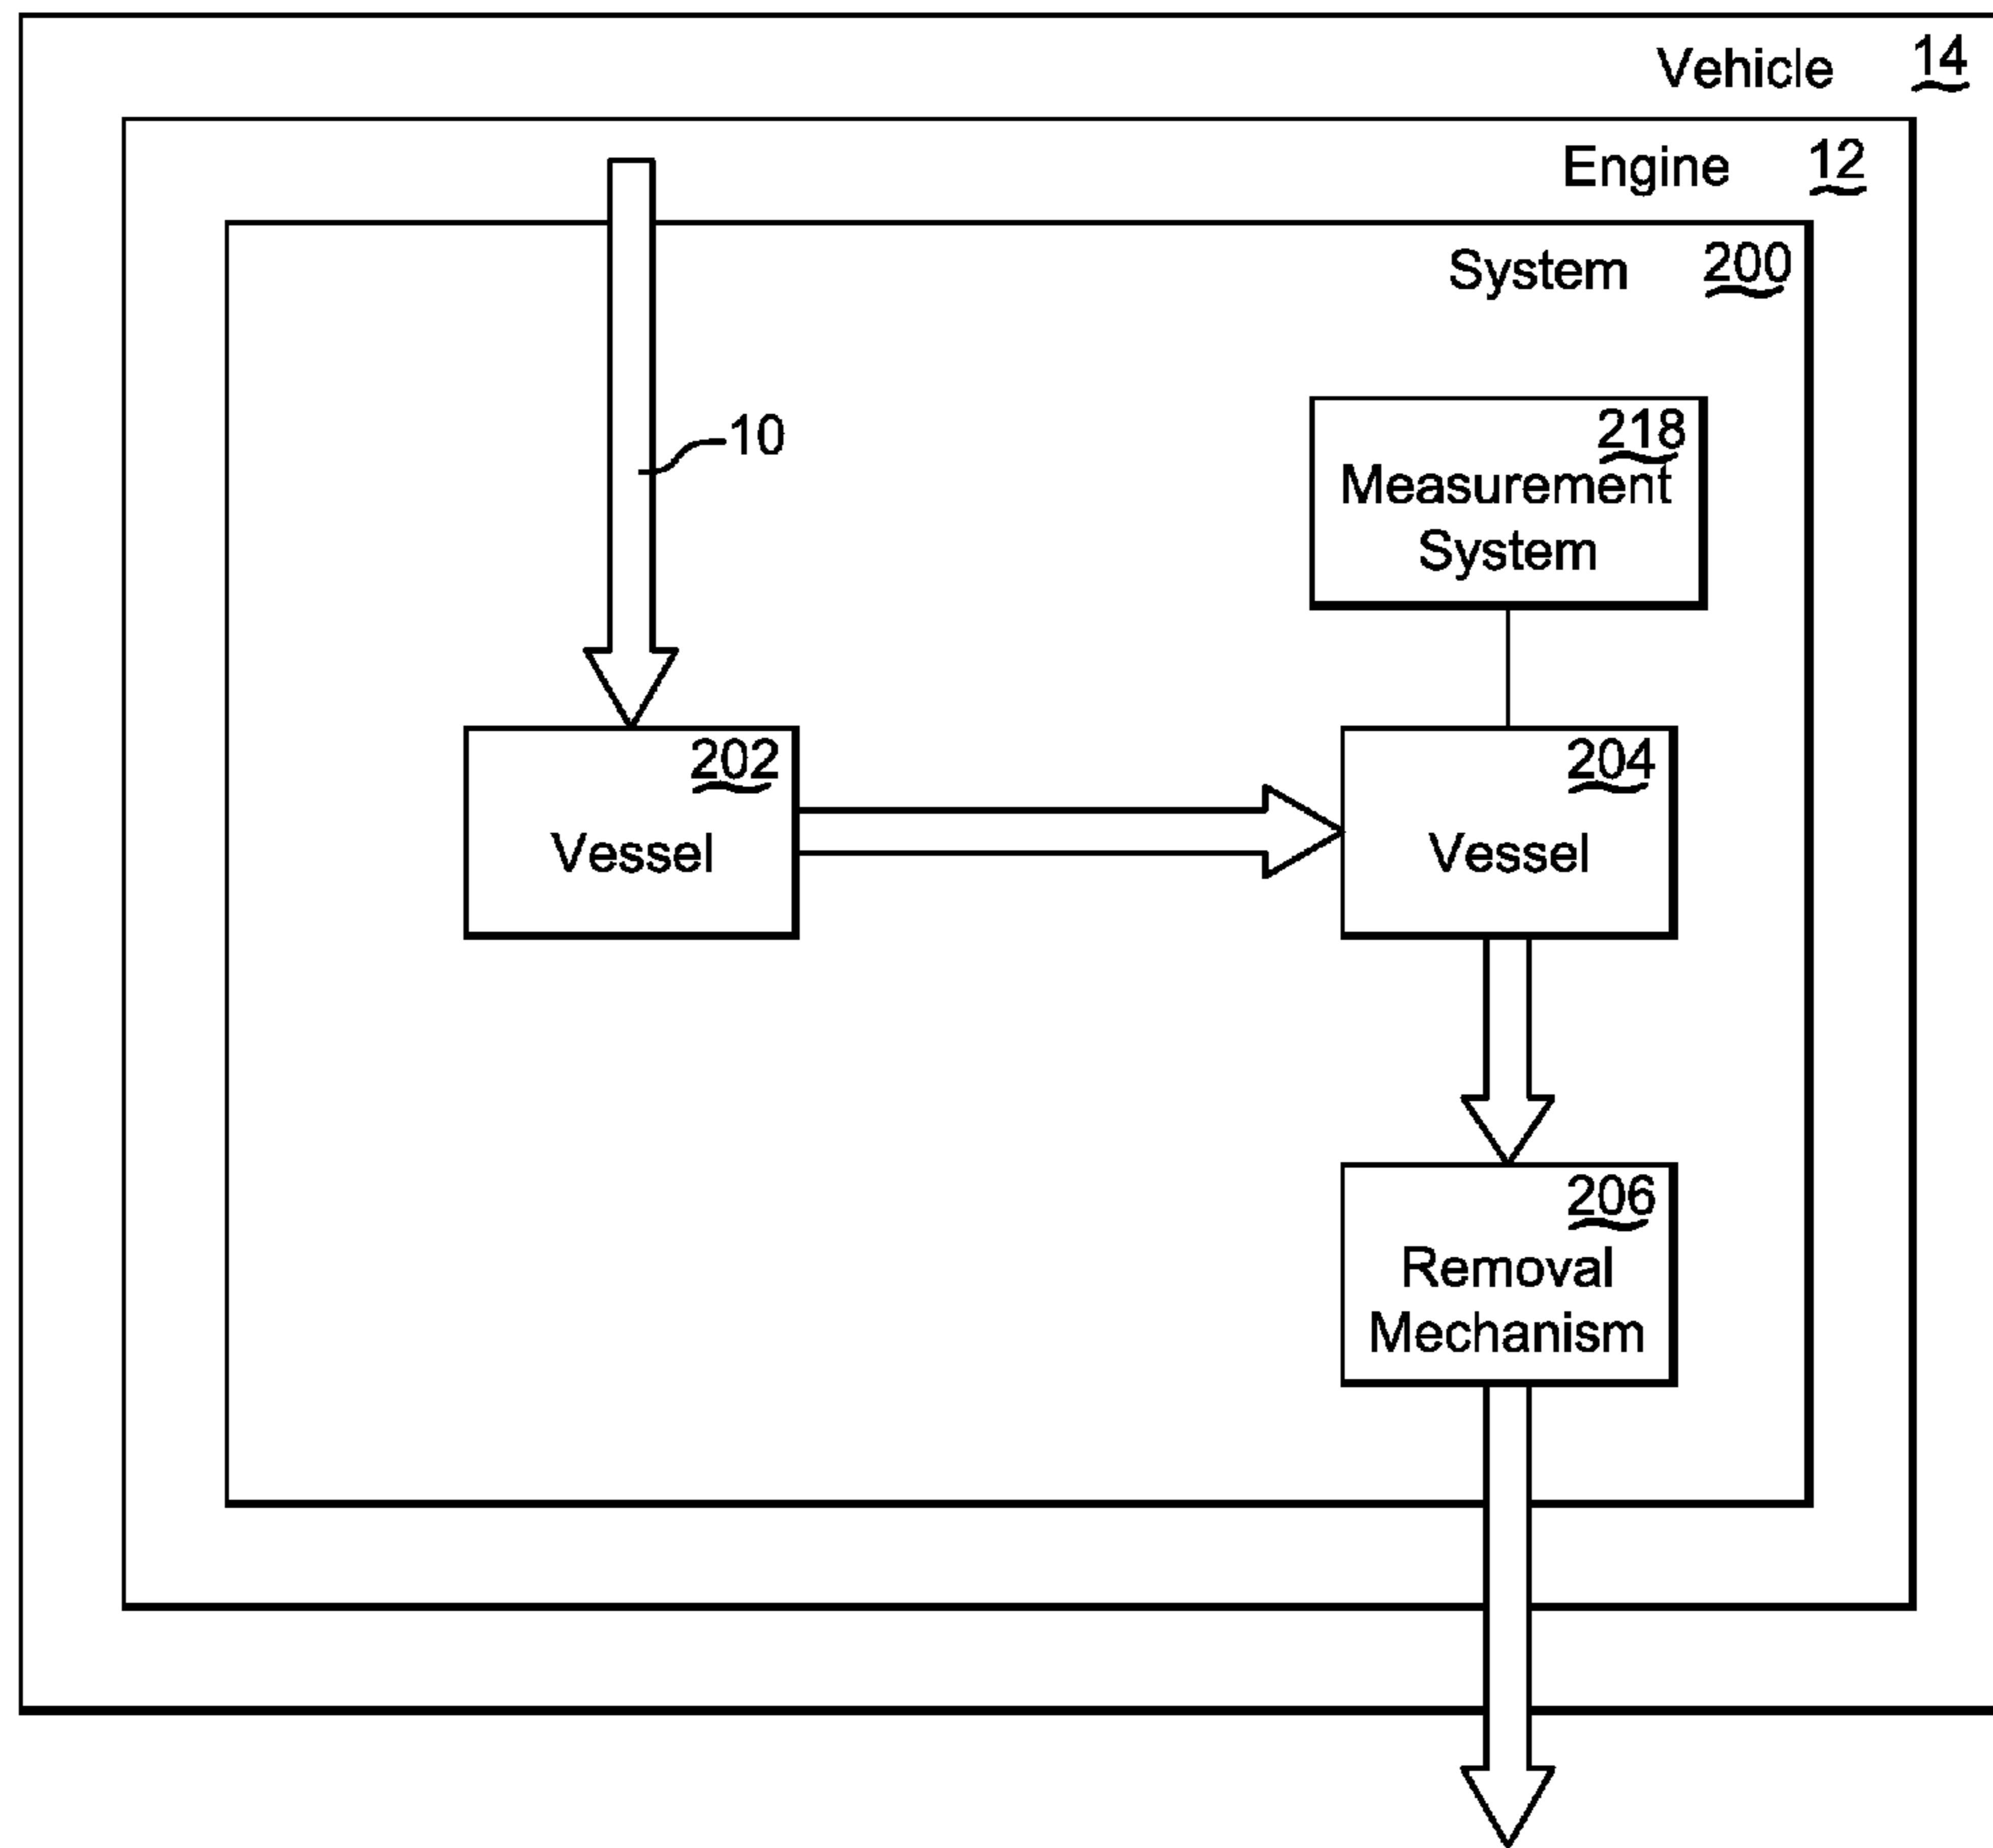 Vehicle 14
Engine 12
System 200
10
218
Measurement
System
202
Vessel
204
Vessel
206
Removal
Mechanism